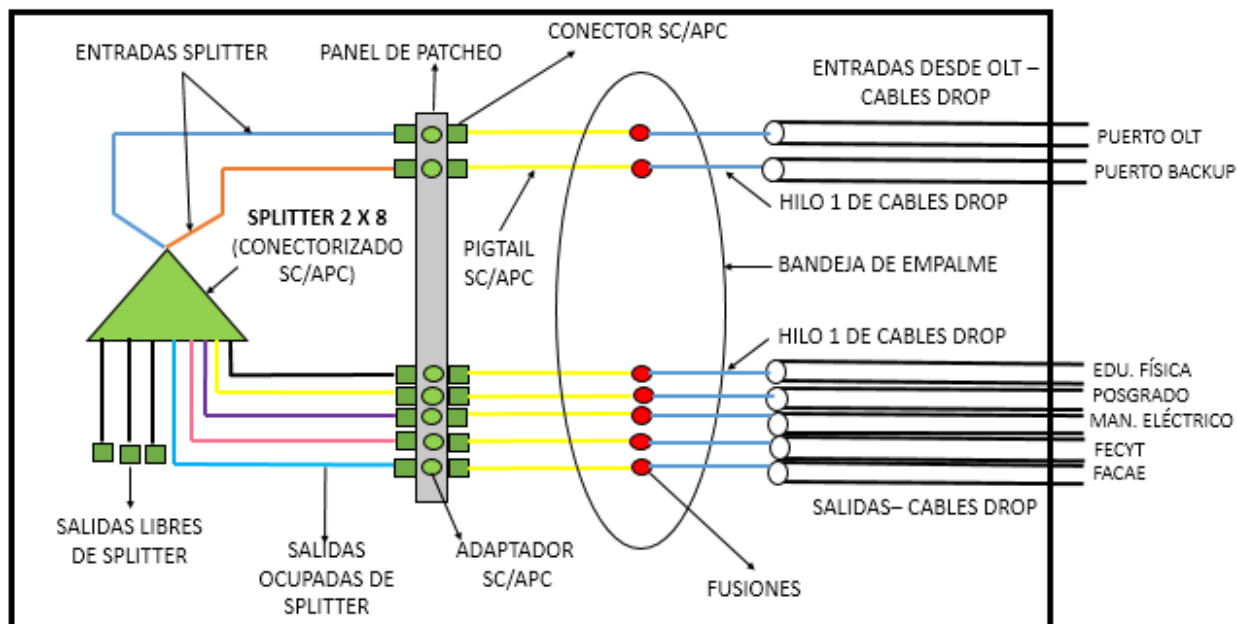 ENTRADAS SPLITTER
PANEL DE PATCHEO
CONECTOR SC/APC
ENTRADAS DESDE OLT –
CABLES DROP
PUERTO OLT
PUERTO BACKUP
HILO 1 DE CABLES DROP
SPLITTER 2 X 8
(CONECTORIZADO
SC/APC)
PIGTAIL
SC/APC
BANDEJA DE EMPALME
HILO 1 DE CABLES DROP
EDU. FÍSICA
POSGRADO
MAN. ELÉCTRICO
FECYT
FACAE
SALIDAS– CABLES DROP
SALIDAS LIBRES
DE SPLITTER
SALIDAS
OCUPADAS DE
SPLITTER
ADAPTADOR
SC/APC
FUSIONES